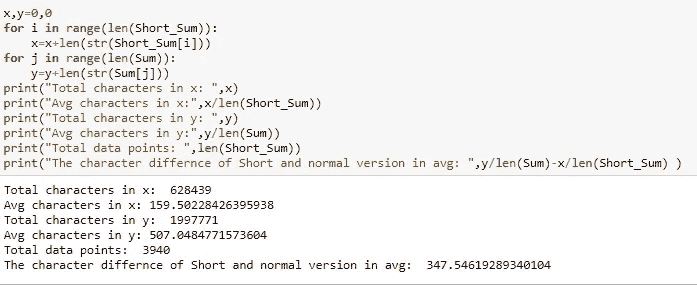 x,y=0,0
for i in range(len(Short_Sum)):
    x=x+len(str(Short_Sum[i]))
for j in range(len(Sum)):
    y=y+len(str(Sum[j]))
print("Total characters in x: ",x)
print("Avg characters in x:",x/len(Short_Sum))
print("Total characters in y: ",y)
print("Avg characters in y:",y/len(Sum))
print("Total data points: ",len(Short_Sum))
print("The character differnce of Short and normal version in avg: ",y/len(Sum)-x/len(Short_Sum) )
Total characters in x:  628439
Avg characters in x: 159.50228426395938
Total characters in y:  1997771
Avg characters in y: 507.0484771573604
Total data points:  3940
The character differnce of Short and normal version in avg:  347.54619289340104